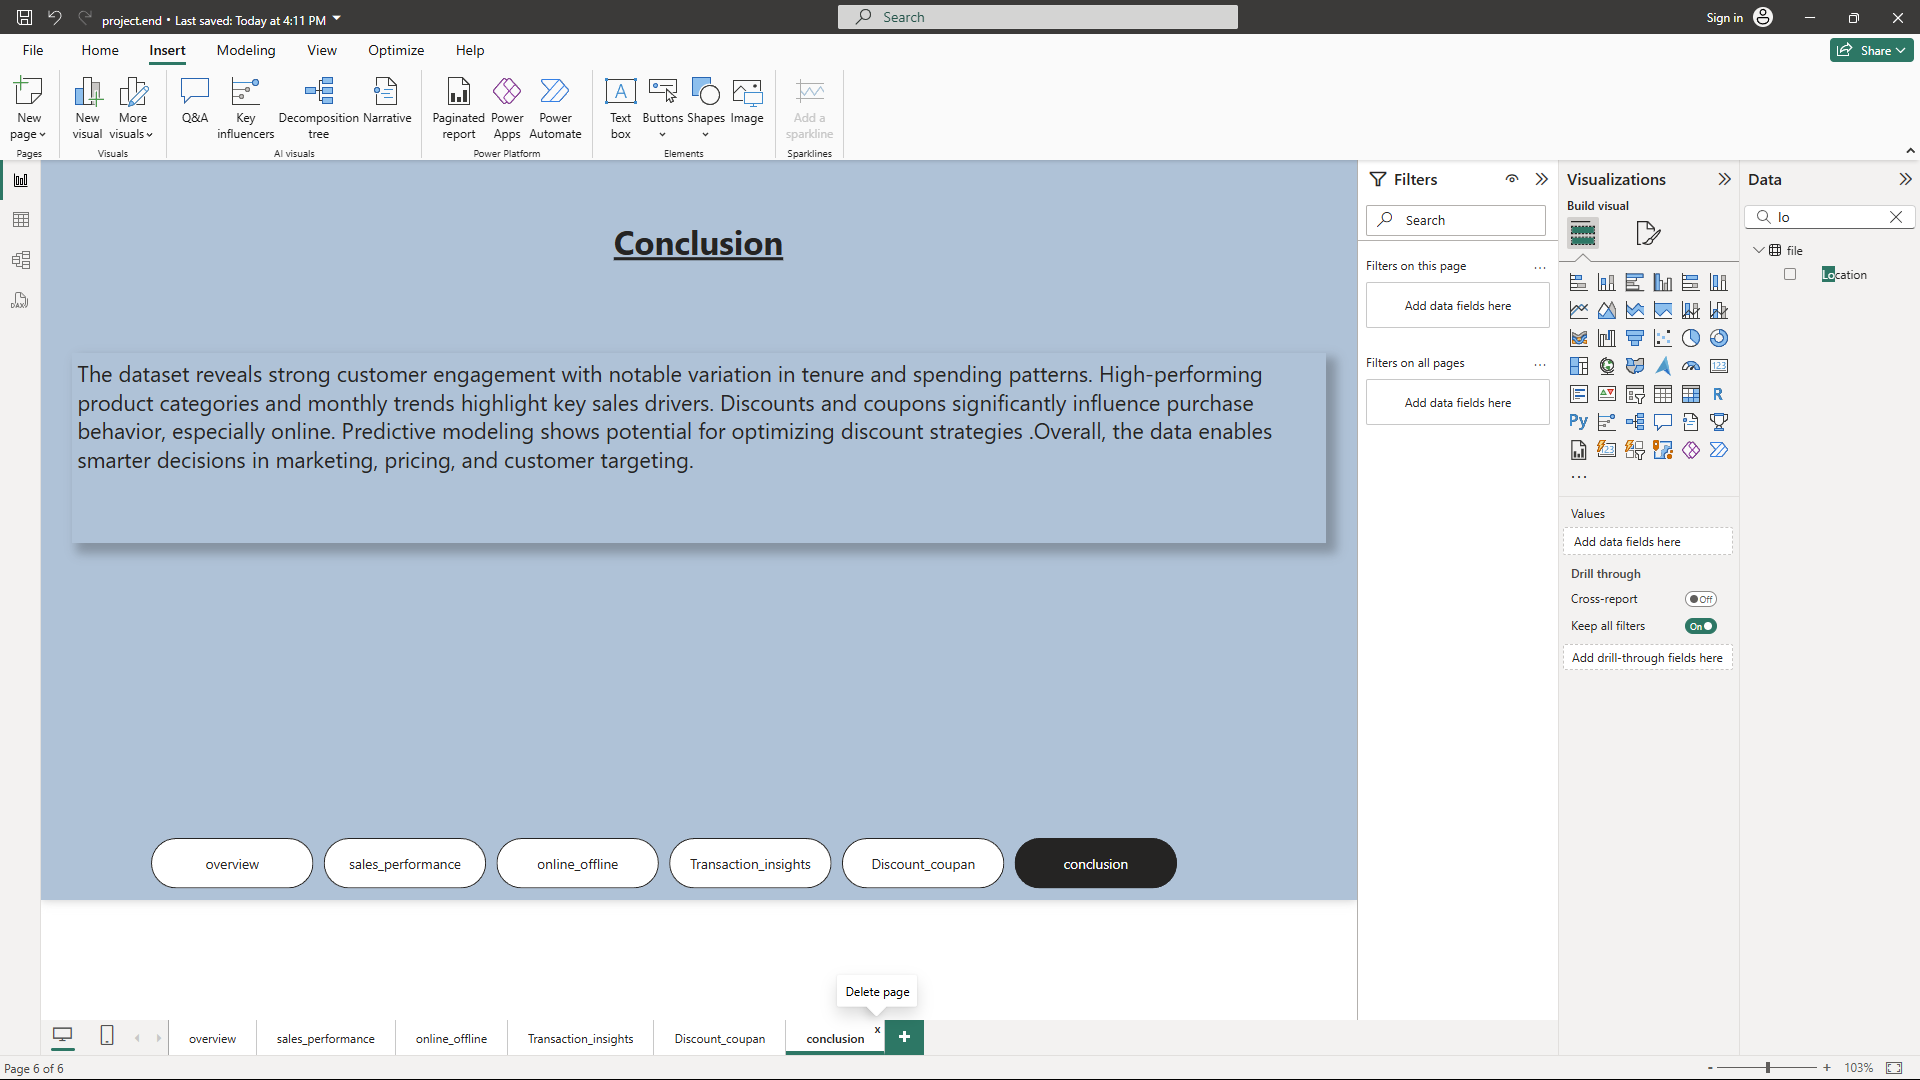 project.end • Last saved: Today at 4:11 PM
Search
Sign in
File Home Insert Modeling View Optimize Help
Share
New page
Pages
New visual
More visuals
Visuals
Q&A
Key influencers
Decomposition tree
Narrative
AI visuals
Paginated report
Power Apps
Power Automate
Power Platform
Text box
Buttons
Shapes
Image
Elements
Add a sparkline
Sparklines
Conclusion
The dataset reveals strong customer engagement with notable variation in tenure and spending patterns. High-performing
product categories and monthly trends highlight key sales drivers. Discounts and coupons significantly influence purchase
behavior, especially online. Predictive modeling shows potential for optimizing discount strategies .Overall, the data enables
smarter decisions in marketing, pricing, and customer targeting.
overview sales_performance online_offline Transaction_insights Discount_coupan conclusion
Filters
Search
Filters on this page ...
Add data fields here
Filters on all pages ...
Add data fields here
Visualizations
Build visual
123
R
Py
...
Values
Add data fields here
Drill through
Cross-report Off
Keep all filters On
Add drill-through fields here
Data
lo
file
Location
DAX
Delete page
overview sales_performance online_offline Transaction_insights Discount_coupan conclusion x +
Page 6 of 6
- + 103%